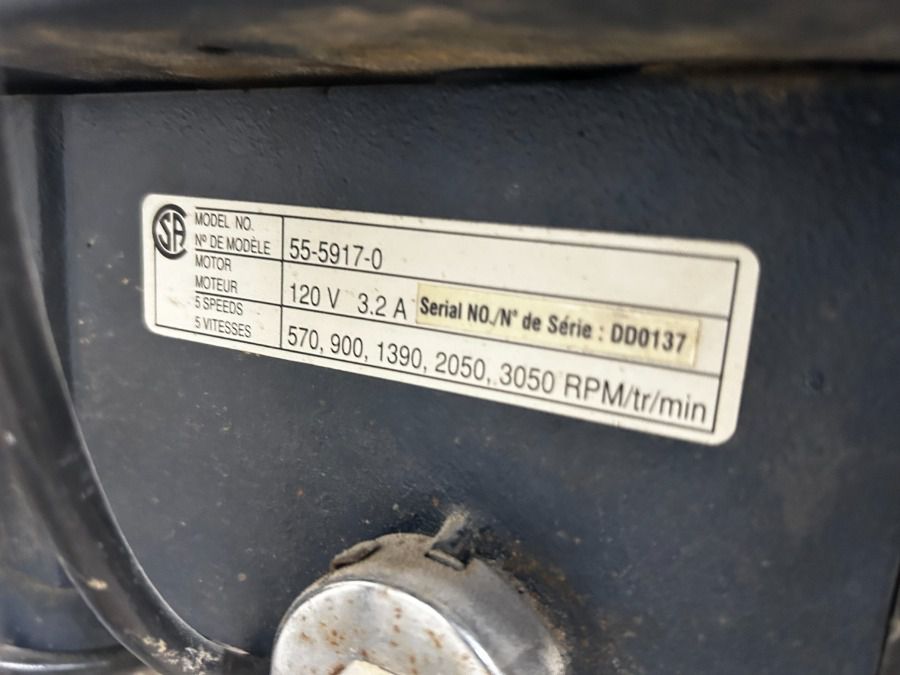 SA
MODEL NO.
Nº DE MODÈLE 55-5917-0
MOTOR
MOTEUR 120 V 3.2 A Serial NO./N° de Série : DD0137
5 SPEEDS
5 VITESSES 570, 900, 1390, 2050, 3050 RPM/tr/min